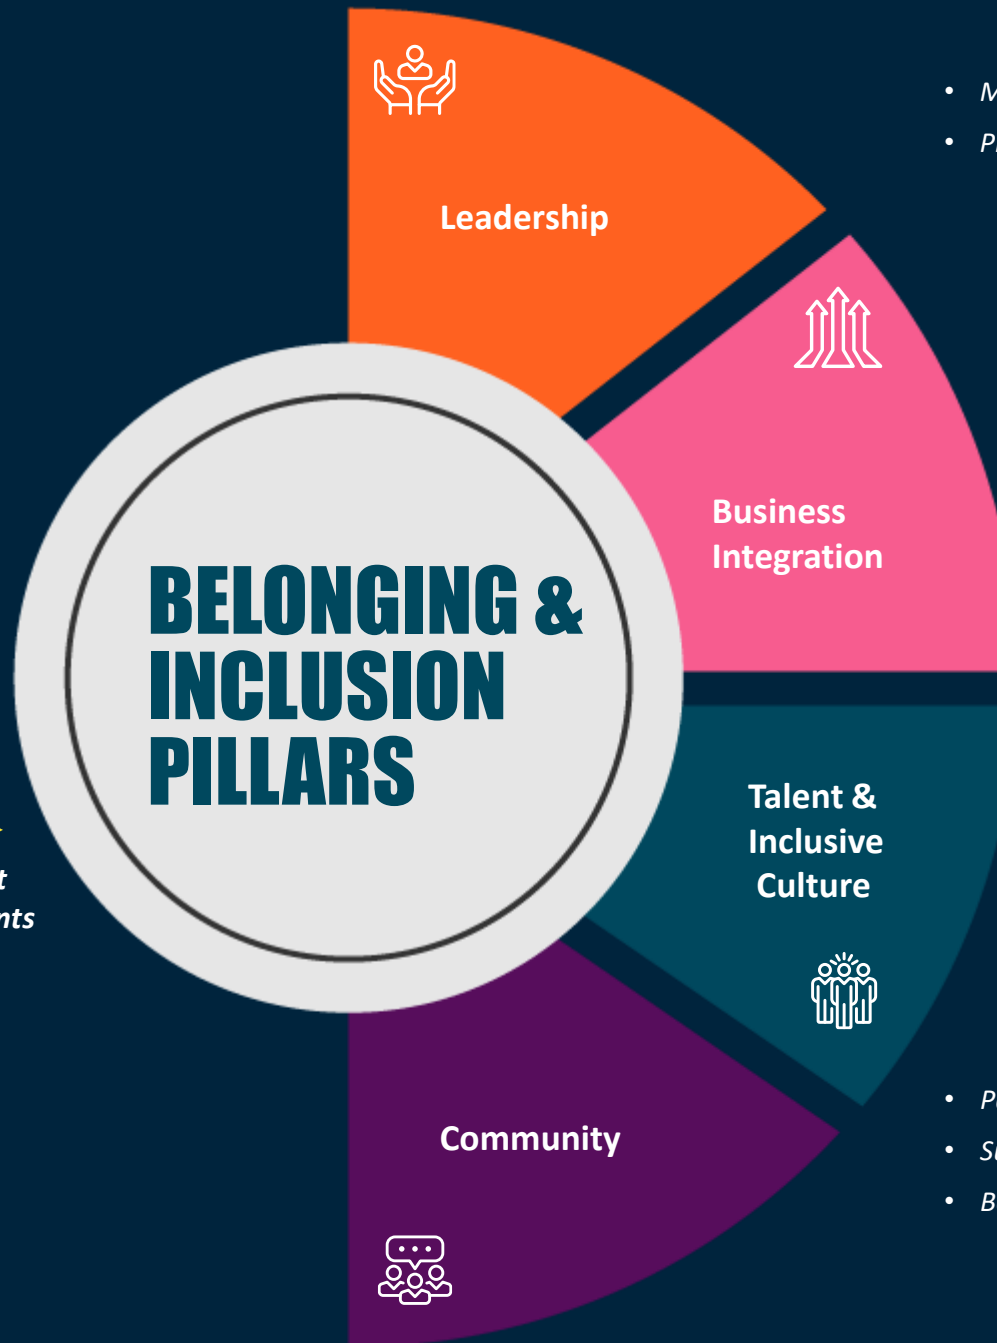 Leadership
Business
Integration
BELONGING &
INCLUSION
PILLARS
Talent &
Inclusive
Culture
Community